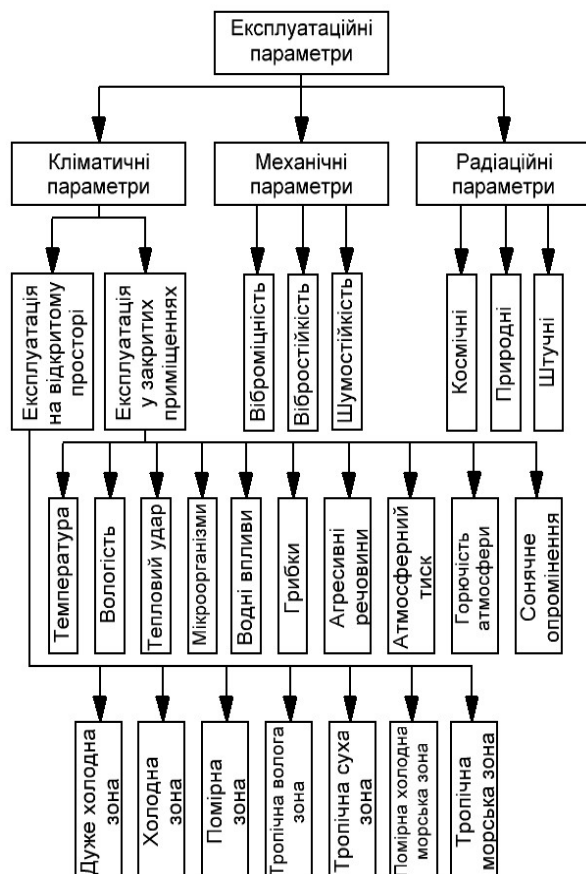 Експлуатаційні
параметри
Кліматичні
параметри
Механічні
параметри
Радіаційні
параметри
Експлуатація
на відкритому
просторі
Експлуатація
у закритих
приміщеннях
Віброміцність
Вібростійкість
Шумостійкість
Космічні
Природні
Штучні
Температура
Вологість
Тепловий удар
Мікроорганізми
Водні впливи
Грибки
Агресивні
речовини
Атмосферний
тиск
Горючість
атмосфери
Сонячне
опромінення
Дуже холодна
зона
Холодна
зона
Помірна
зона
Тропічна волога
зона
Тропічна суха
зона
Помірна холодна
морська зона
Тропічна
морська зона